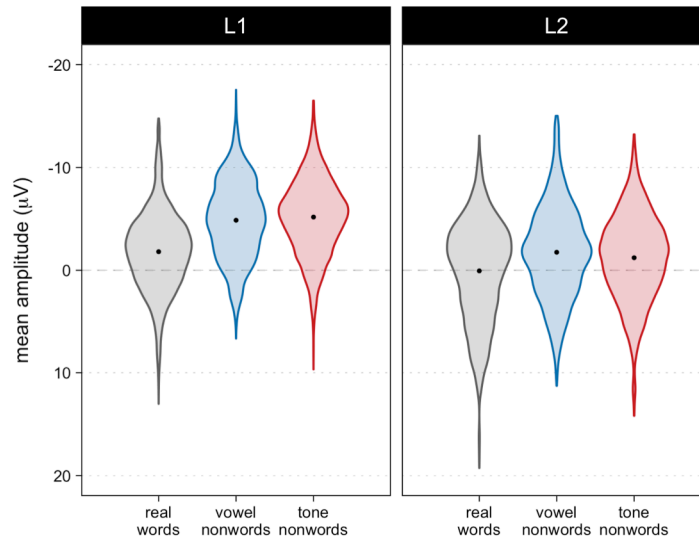 L1
L2
mean amplitude (μV)
-20
-10
0
10
20
real
words
vowel
nonwords
tone
nonwords
real
words
vowel
nonwords
tone
nonwords